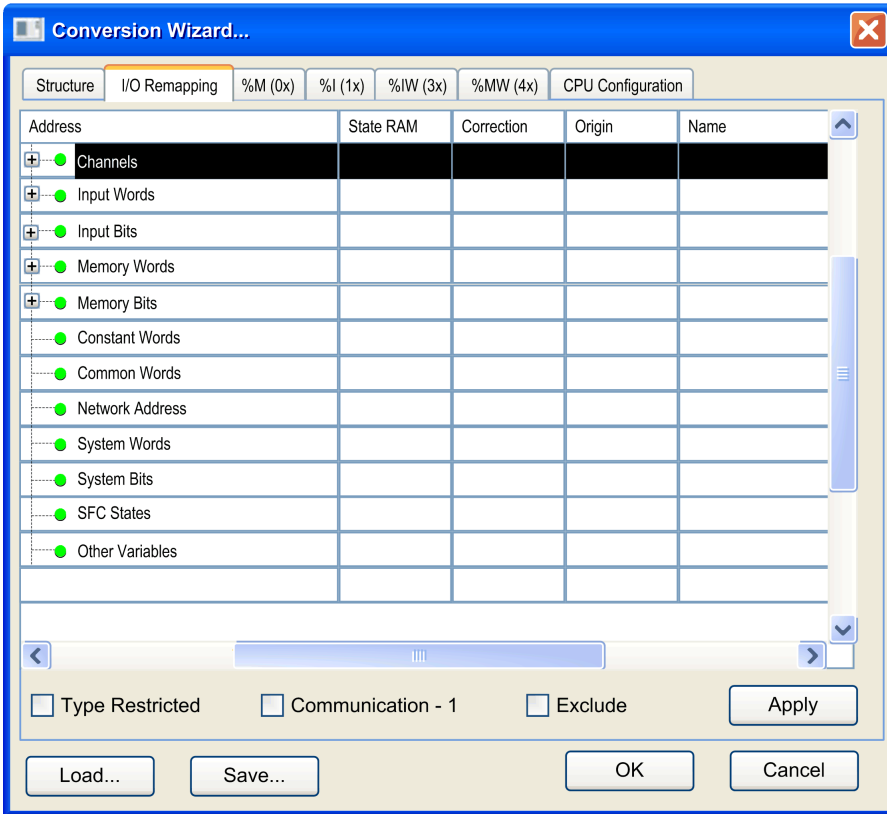 Conversion Wizard...
Structure I/O Remapping %M (0x) %I (1x) %IW (3x) %MW (4x) CPU Configuration
Address State RAM Correction Origin Name
Channels
Input Words
Input Bits
Memory Words
Memory Bits
Constant Words
Common Words
Network Address
System Words
System Bits
SFC States
Other Variables
Type Restricted Communication - 1 Exclude Apply
Load... Save... OK Cancel